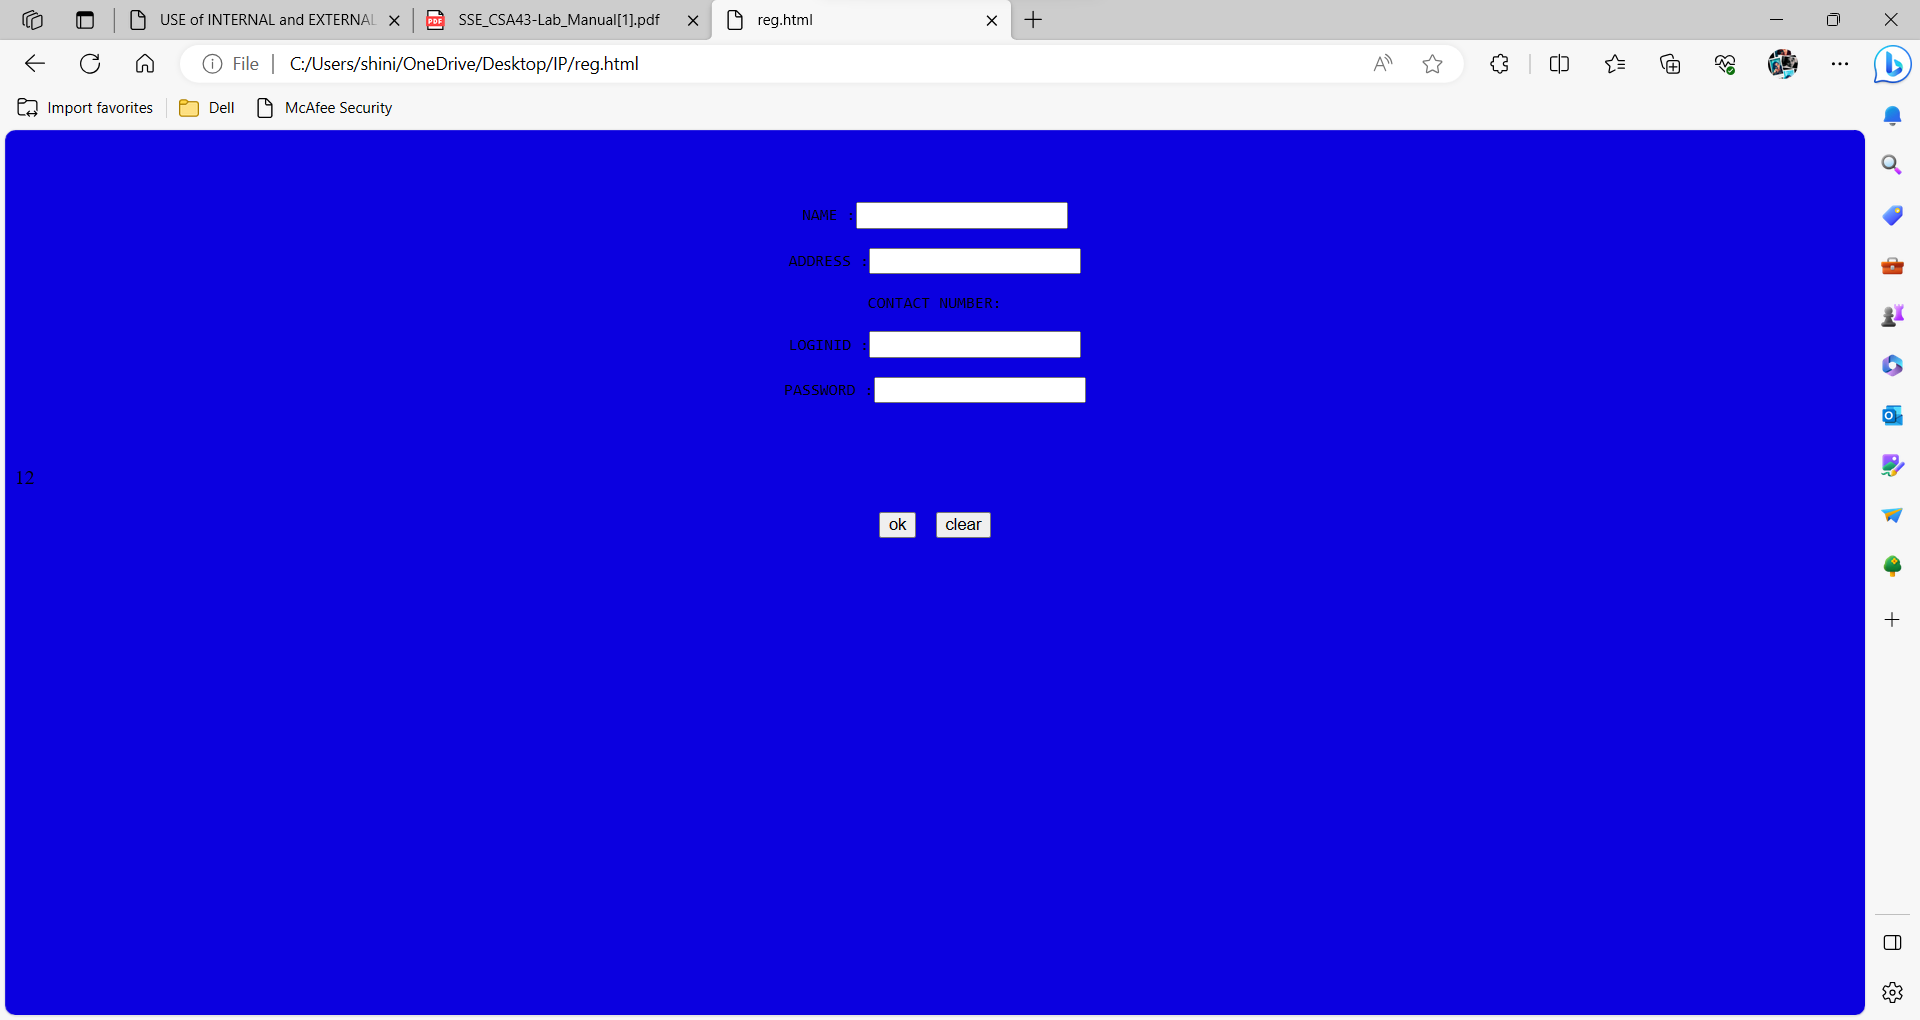 USE of INTERNAL and EXTERNAL
SSE_CSA43-Lab_Manual[1].pdf
reg.html
File
C:/Users/shini/OneDrive/Desktop/IP/reg.html
Import favorites
Dell
McAfee Security
NAME :
ADDRESS :
CONTACT NUMBER:
LOGINID :
PASSWORD :
12
ok clear